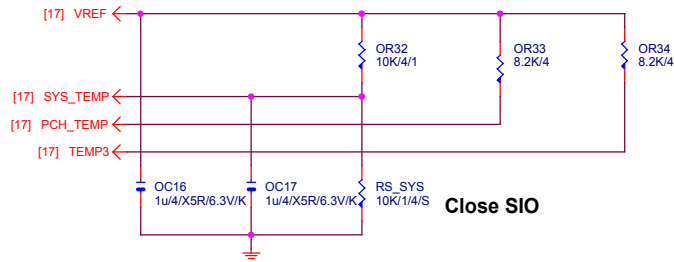 [17] VREF
OR32
10K/4/1
OR33
8.2K/4
OR34
8.2K/4
[17] SYS_TEMP
[17] PCH_TEMP
[17] TEMP3
OC16
1u/4/X5R/6.3V/K
OC17
1u/4/X5R/6.3V/K
RS_SYS
10K/1/4/S
Close SIO